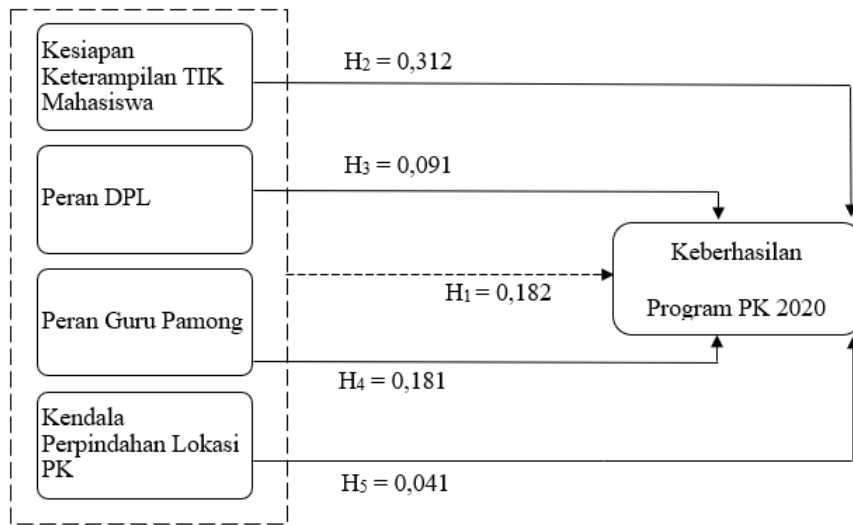 Kesiapan
Keterampilan TIK
Mahasiswa
H₂ = 0,312
Peran DPL
H₃ = 0,091
Keberhasilan
Program PK 2020
H₁ = 0,182
Peran Guru Pamong
H₄ = 0,181
Kendala
Perpindahan Lokasi
PK
H₅ = 0,041